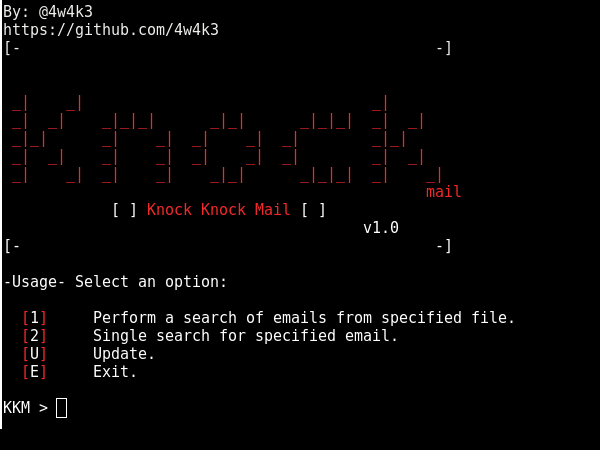 By: @4w4k3
https://github.com/4w4k3
[-                                              -]
Knock
mail
[ ] Knock Knock Mail [ ]
v1.0
[-                                              -]
-Usage- Select an option:
[1]     Perform a search of emails from specified file.
[2]     Single search for specified email.
[U]     Update.
[E]     Exit.
KKM >